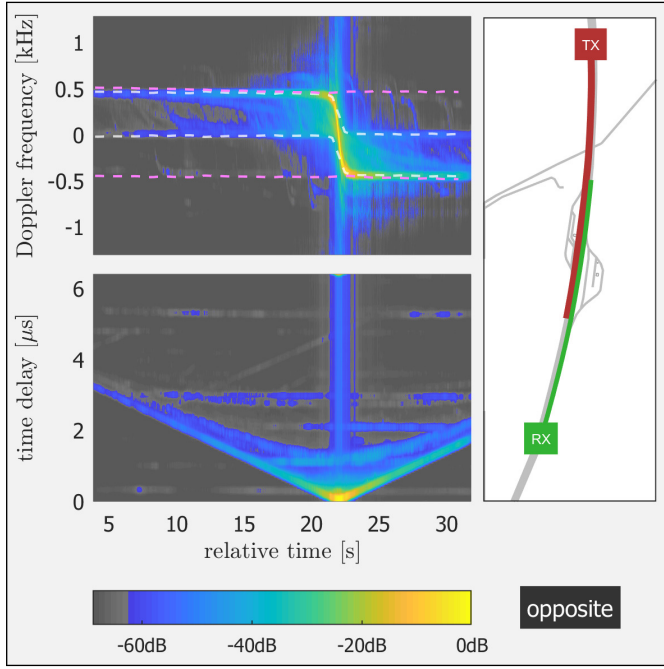 Doppler frequency [kHz]
1
0.5
0
-0.5
-1
TX
RX
time delay [μs]
6
4
2
0
5
10
15
20
25
30
relative time [s]
-60dB
-40dB
-20dB
0dB
opposite